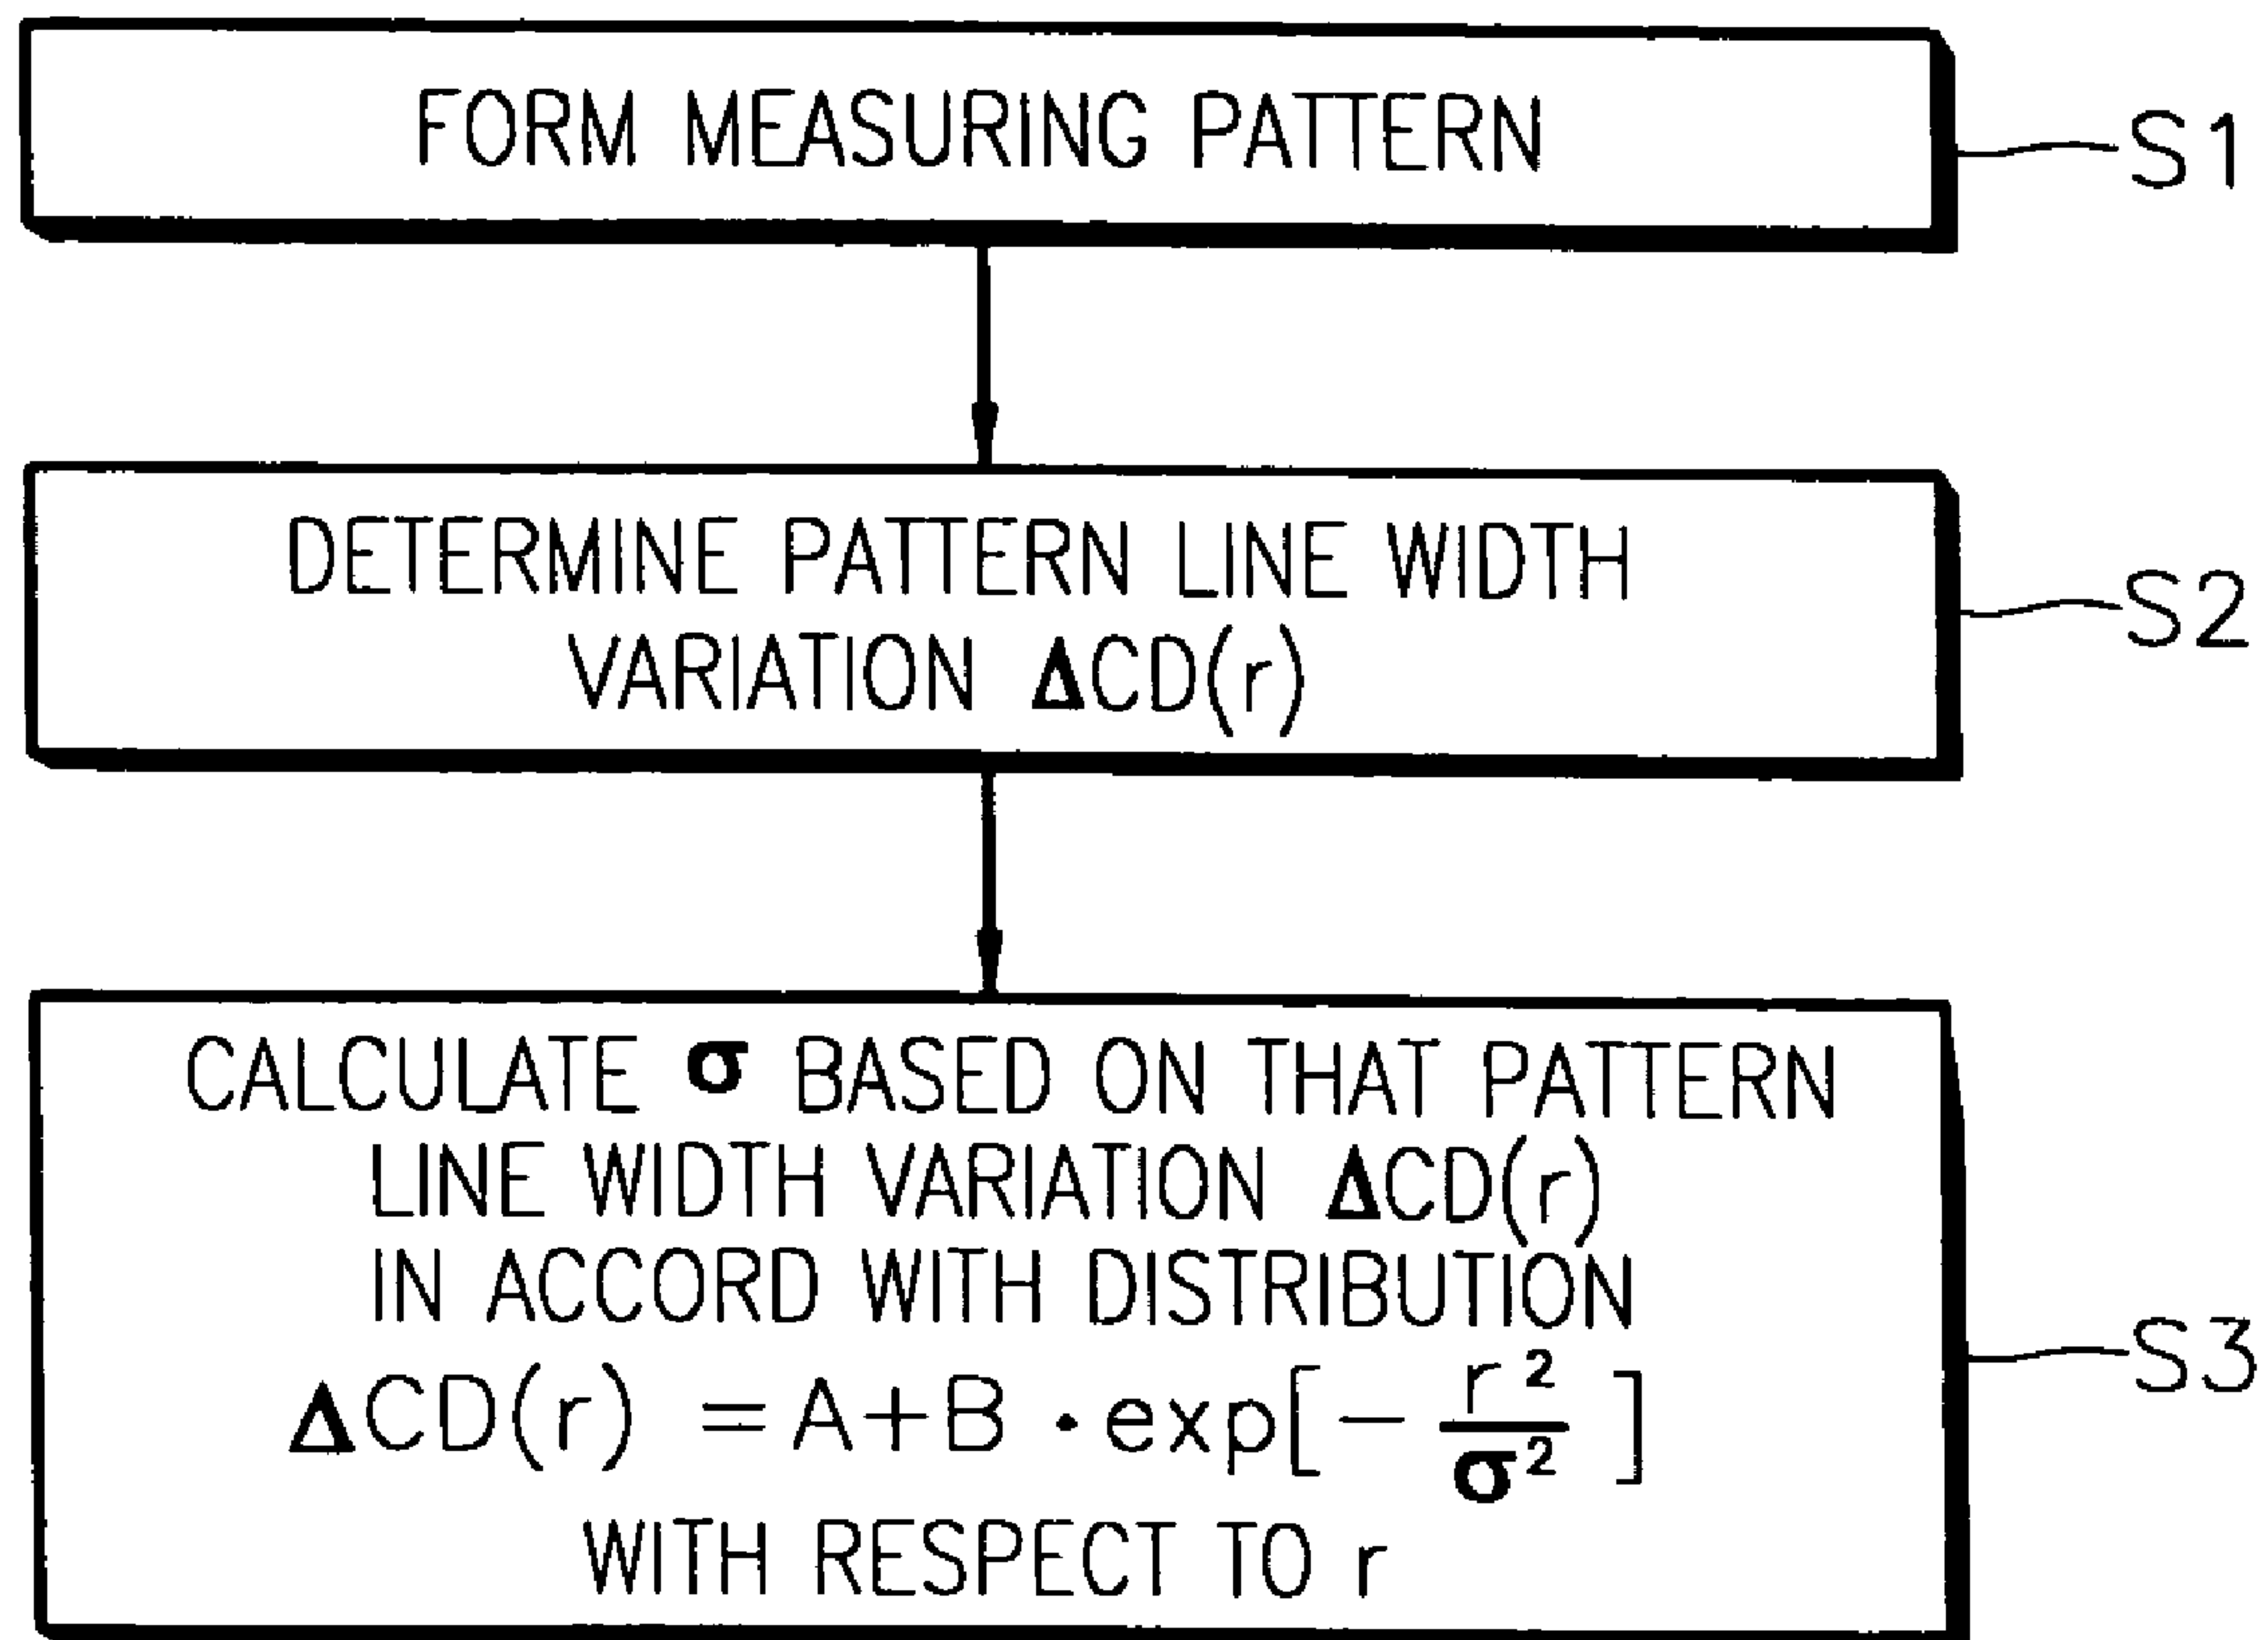 FORM MEASURING PATTERN
S1
DETERMINE PATTERN LINE WIDTH
VARIATION ΔCD(r)
S2
CALCULATE σ BASED ON THAT PATTERN
LINE WIDTH VARIATION ΔCD(r)
IN ACCORD WITH DISTRIBUTION
ΔCD(r) = A+B · exp[− r²/σ²]
WITH RESPECT TO r
S3